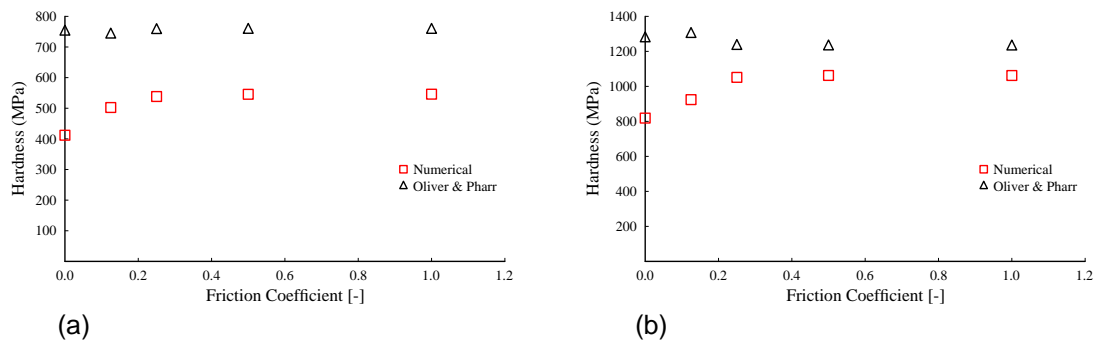 800
700
600
500
400
300
200
100
Hardness (MPa)
Numerical
Oliver & Pharr
0.0 0.2 0.4 0.6 0.8 1.0 1.2
Friction Coefficient [-]
(a)
1400
1200
1000
800
600
400
200
Hardness (MPa)
Numerical
Oliver & Pharr
0.0 0.2 0.4 0.6 0.8 1.0 1.2
Friction Coefficient [-]
(b)